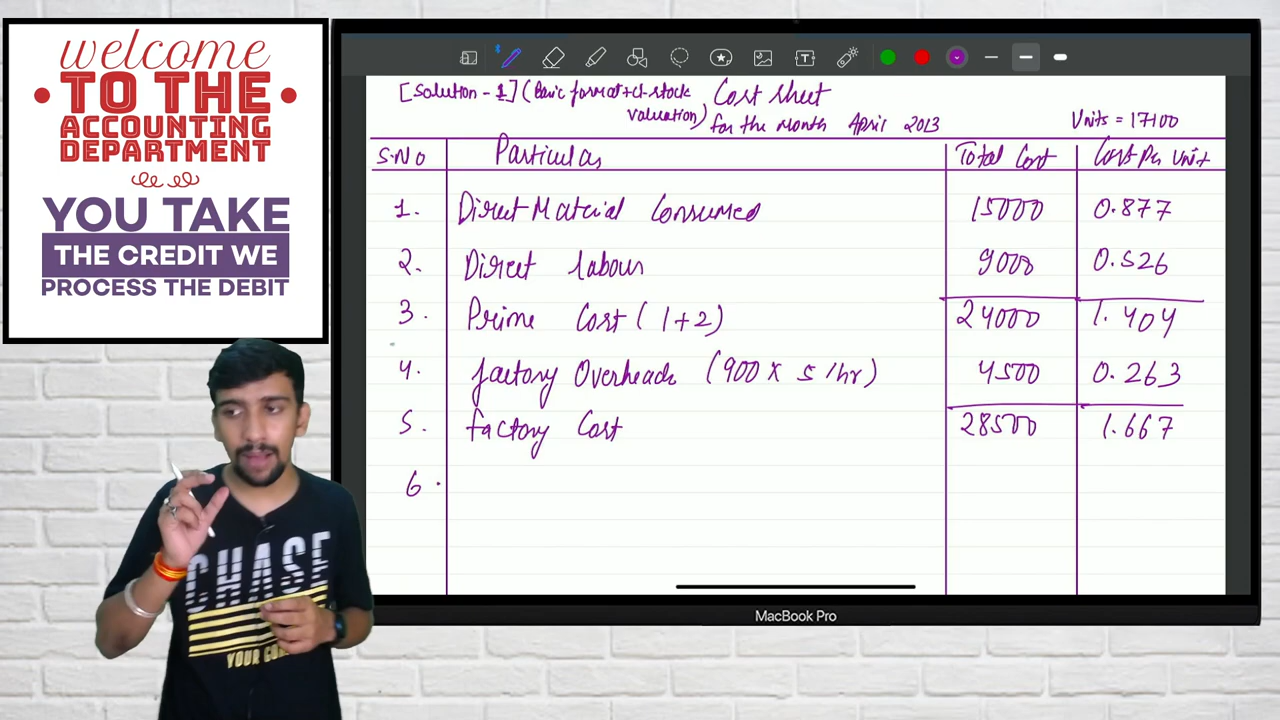 welcome
TO THE
ACCOUNTING
DEPARTMENT
YOU TAKE
THE CREDIT WE
PROCESS THE DEBIT
[Solution - 1] (Basic format + cl stock valuation) Cost sheet
for the Month April 2013
Units = 17100
S.NO Particulas Total Cost Cost Per Unit
1. Direct Material Consumed 15000 0.877
2. Direct labour 9000 0.526
3. Prime Cost (1+2) 24000 1.404
4. factory Overheads (900 x 5/hr) 4500 0.263
5. factory Cost 28500 1.667
6.
CHASE
MacBook Pro